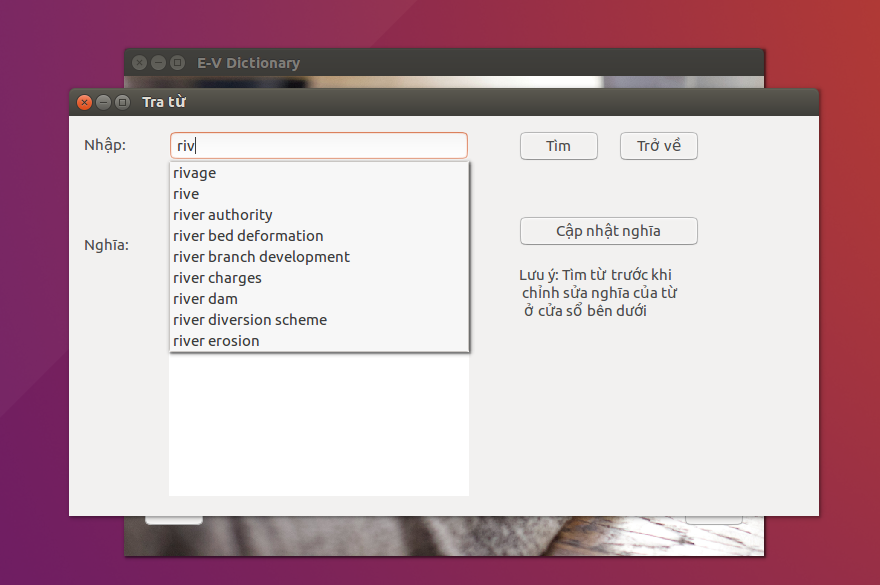 E-V Dictionary
Tra từ
Nhập:
riv
Tìm
Trở về
rivage
rive
river authority
river bed deformation
river branch development
river charges
river dam
river diversion scheme
river erosion
Nghĩa:
Cập nhật nghĩa
Lưu ý: Tìm từ trước khi
chỉnh sửa nghĩa của từ
ở cửa sổ bên dưới